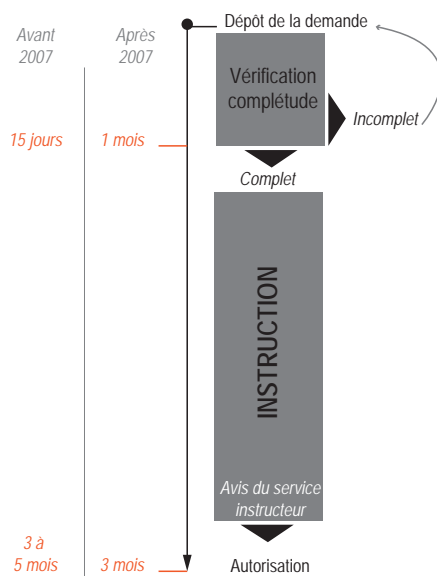 Avant
2007
Après
2007
Dépôt de la demande
Vérification
complétude
Incomplet
15 jours
1 mois
Complet
INSTRUCTION
Avis du service
instructeur
3 à
5 mois
3 mois
Autorisation